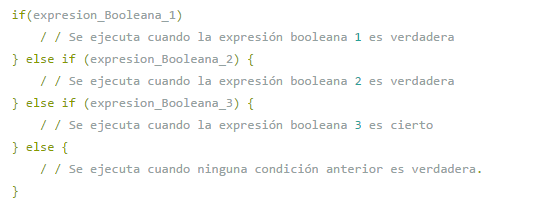 if(expresion_Booleana_1)
/ / Se ejecuta cuando la expresión booleana 1 es verdadera
} else if (expresion_Booleana_2) {
/ / Se ejecuta cuando la expresión booleana 2 es verdadera
} else if (expresion_Booleana_3) {
/ / Se ejecuta cuando la expresión booleana 3 es cierto
} else {
/ / Se ejecuta cuando ninguna condición anterior es verdadera.
}